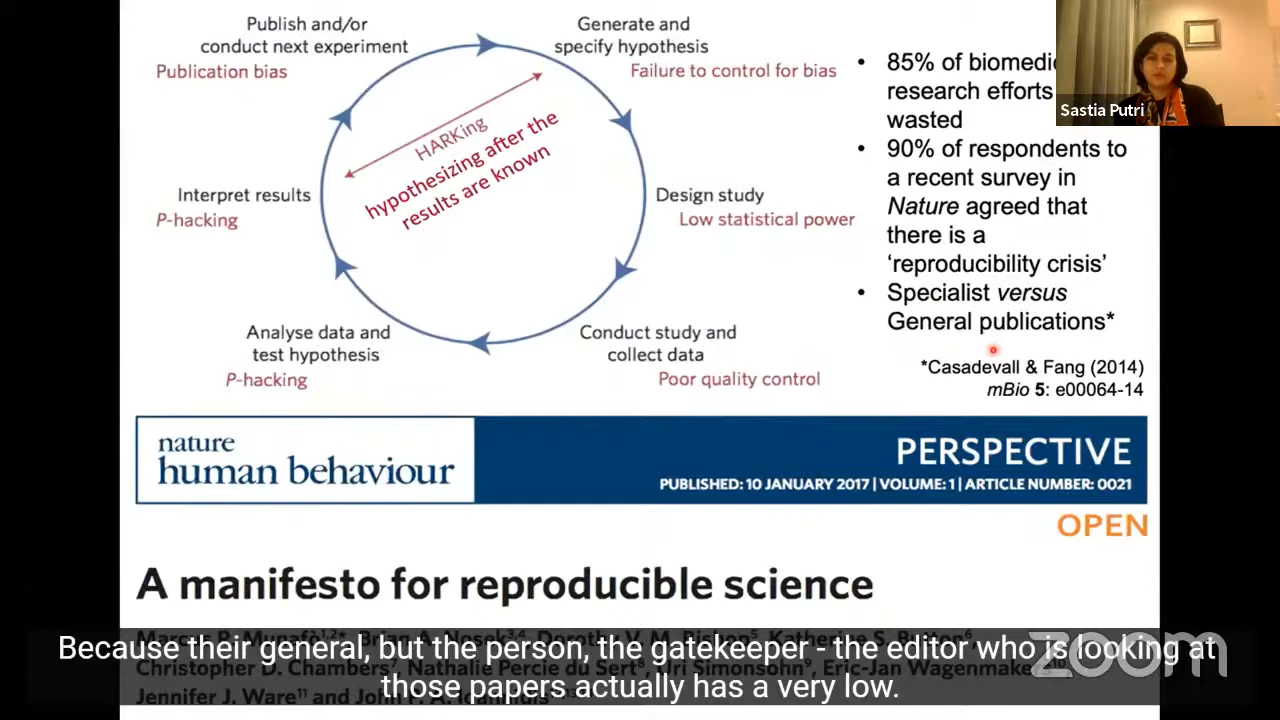 Publish and/or
conduct next experiment
Publication bias
Generate and
specify hypothesis
Failure to control for bias
HARKing
hypothesizing after the
results are known
Interpret results
P-hacking
Design study
Low statistical power
Analyse data and
test hypothesis
P-hacking
Conduct study and
collect data
Poor quality control
• 85% of
research efforts
wasted
• 90% of respondents to
a recent survey in
Nature agreed that
there is a
‘reproducibility crisis’
• Specialist versus
General publications*
*Casadevall & Fang (2014)
mBio 5: e00064-14
Sastia Putri
nature
human behaviour
PERSPECTIVE
PUBLISHED: 10 JANUARY 2017 | VOLUME: 1 | ARTICLE NUMBER: 0021
OPEN
A manifesto for reproducible science
Because their general, but the person, the gatekeeper - the editor who is looking at
those papers actually has a very low.
Christopher D. Chambers⁷, Nathalie Percie du Sert⁸, Uri Simonsohn⁹, Eric-Jan
Jennifer J. Ware¹¹ and John
zoom